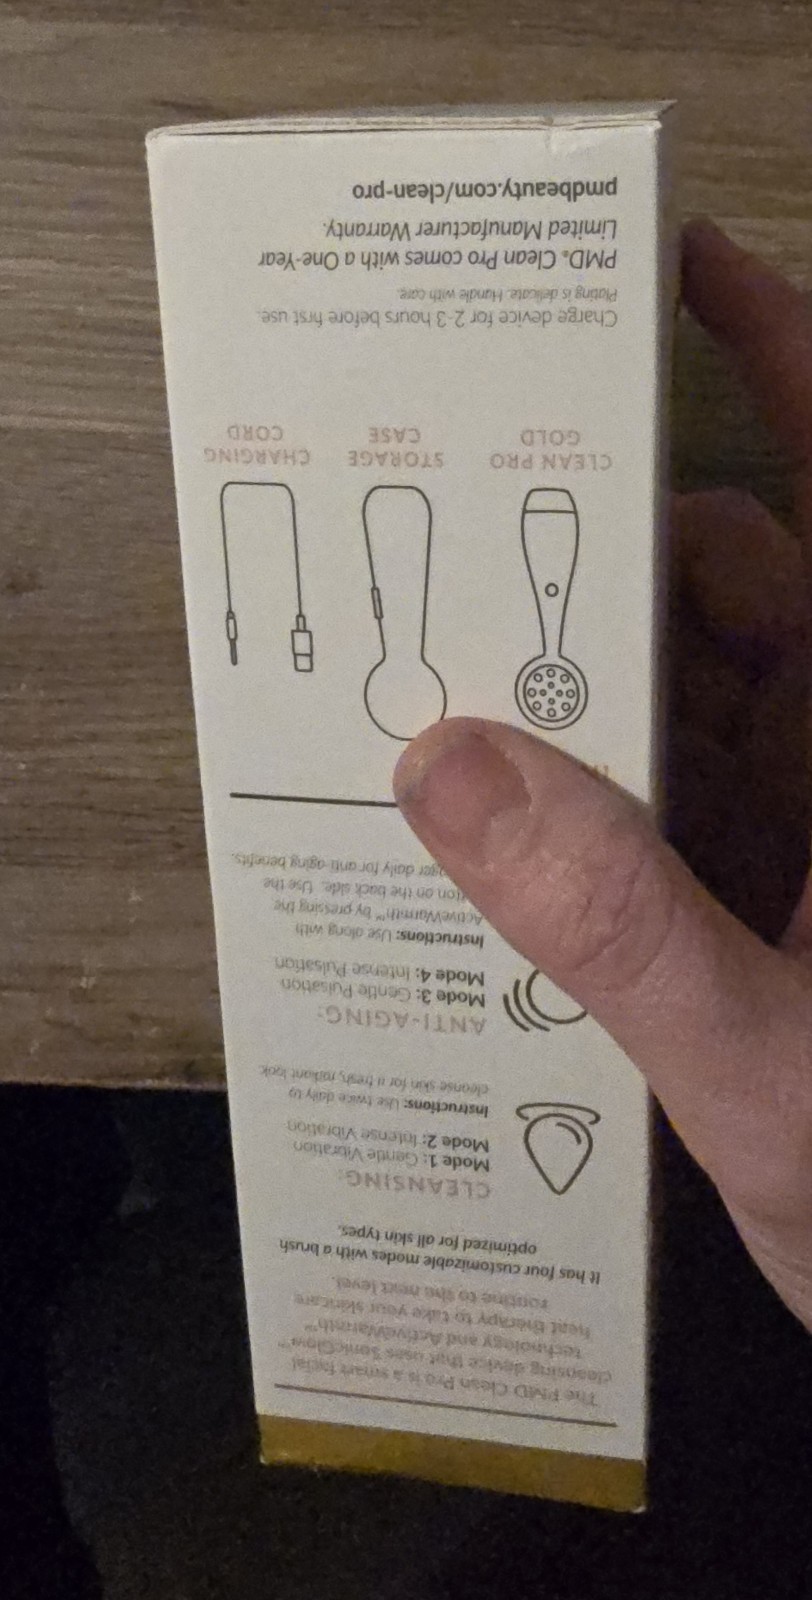 The PMD Clean Pro is a smart facial
cleansing device that uses SonicGlow™
technology and ActiveWarmth™
heat therapy to take your skincare
routine to the next level.
It has four customizable modes with a brush
optimized for all skin types.
CLEANSING:
Mode 1: Gentle Vibration
Mode 2: Intense Vibration
Instructions: Use twice daily to
cleanse skin for a fresh, radiant look.
ANTI-AGING:
Mode 3: Gentle Pulsation
Mode 4: Intense Pulsation
Instructions: Use along with
ActiveWarmth™ by pressing the
on the back side. Use the
daily for anti-aging benefits.
CLEAN PRO
GOLD
STORAGE
CASE
CHARGING
CORD
Charge device for 2-3 hours before first use.
Plating is delicate. Handle with care.
PMD® Clean Pro comes with a One-Year
Limited Manufacturer Warranty.
pmdbeauty.com/clean-pro